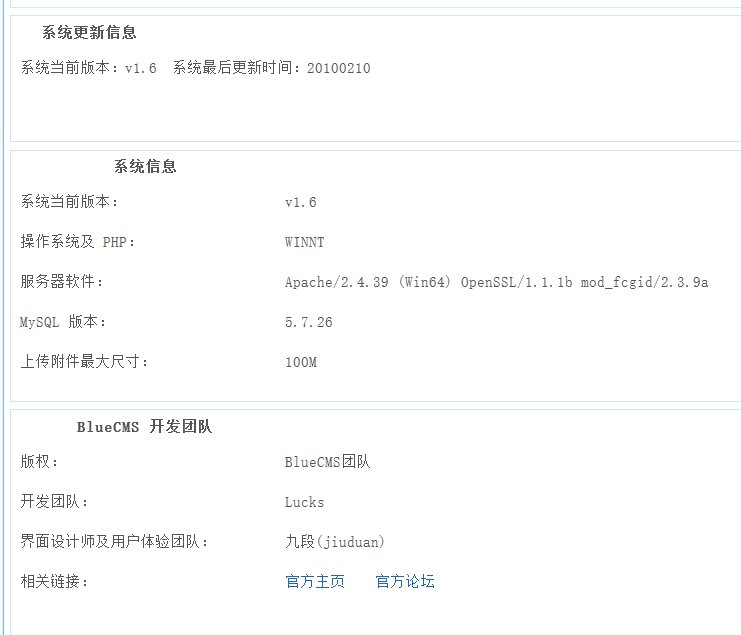 系统更新信息
系统当前版本：v1.6 系统最后更新时间：20100210
系统信息
系统当前版本： v1.6
操作系统及 PHP： WINNT
服务器软件： Apache/2.4.39 (Win64) OpenSSL/1.1.1b mod_fcgid/2.3.9a
MySQL 版本： 5.7.26
上传附件最大尺寸： 100M
BlueCMS 开发团队
版权： BlueCMS团队
开发团队： Lucks
界面设计师及用户体验团队： 九段(jiuduan)
相关链接： 官方主页 官方论坛